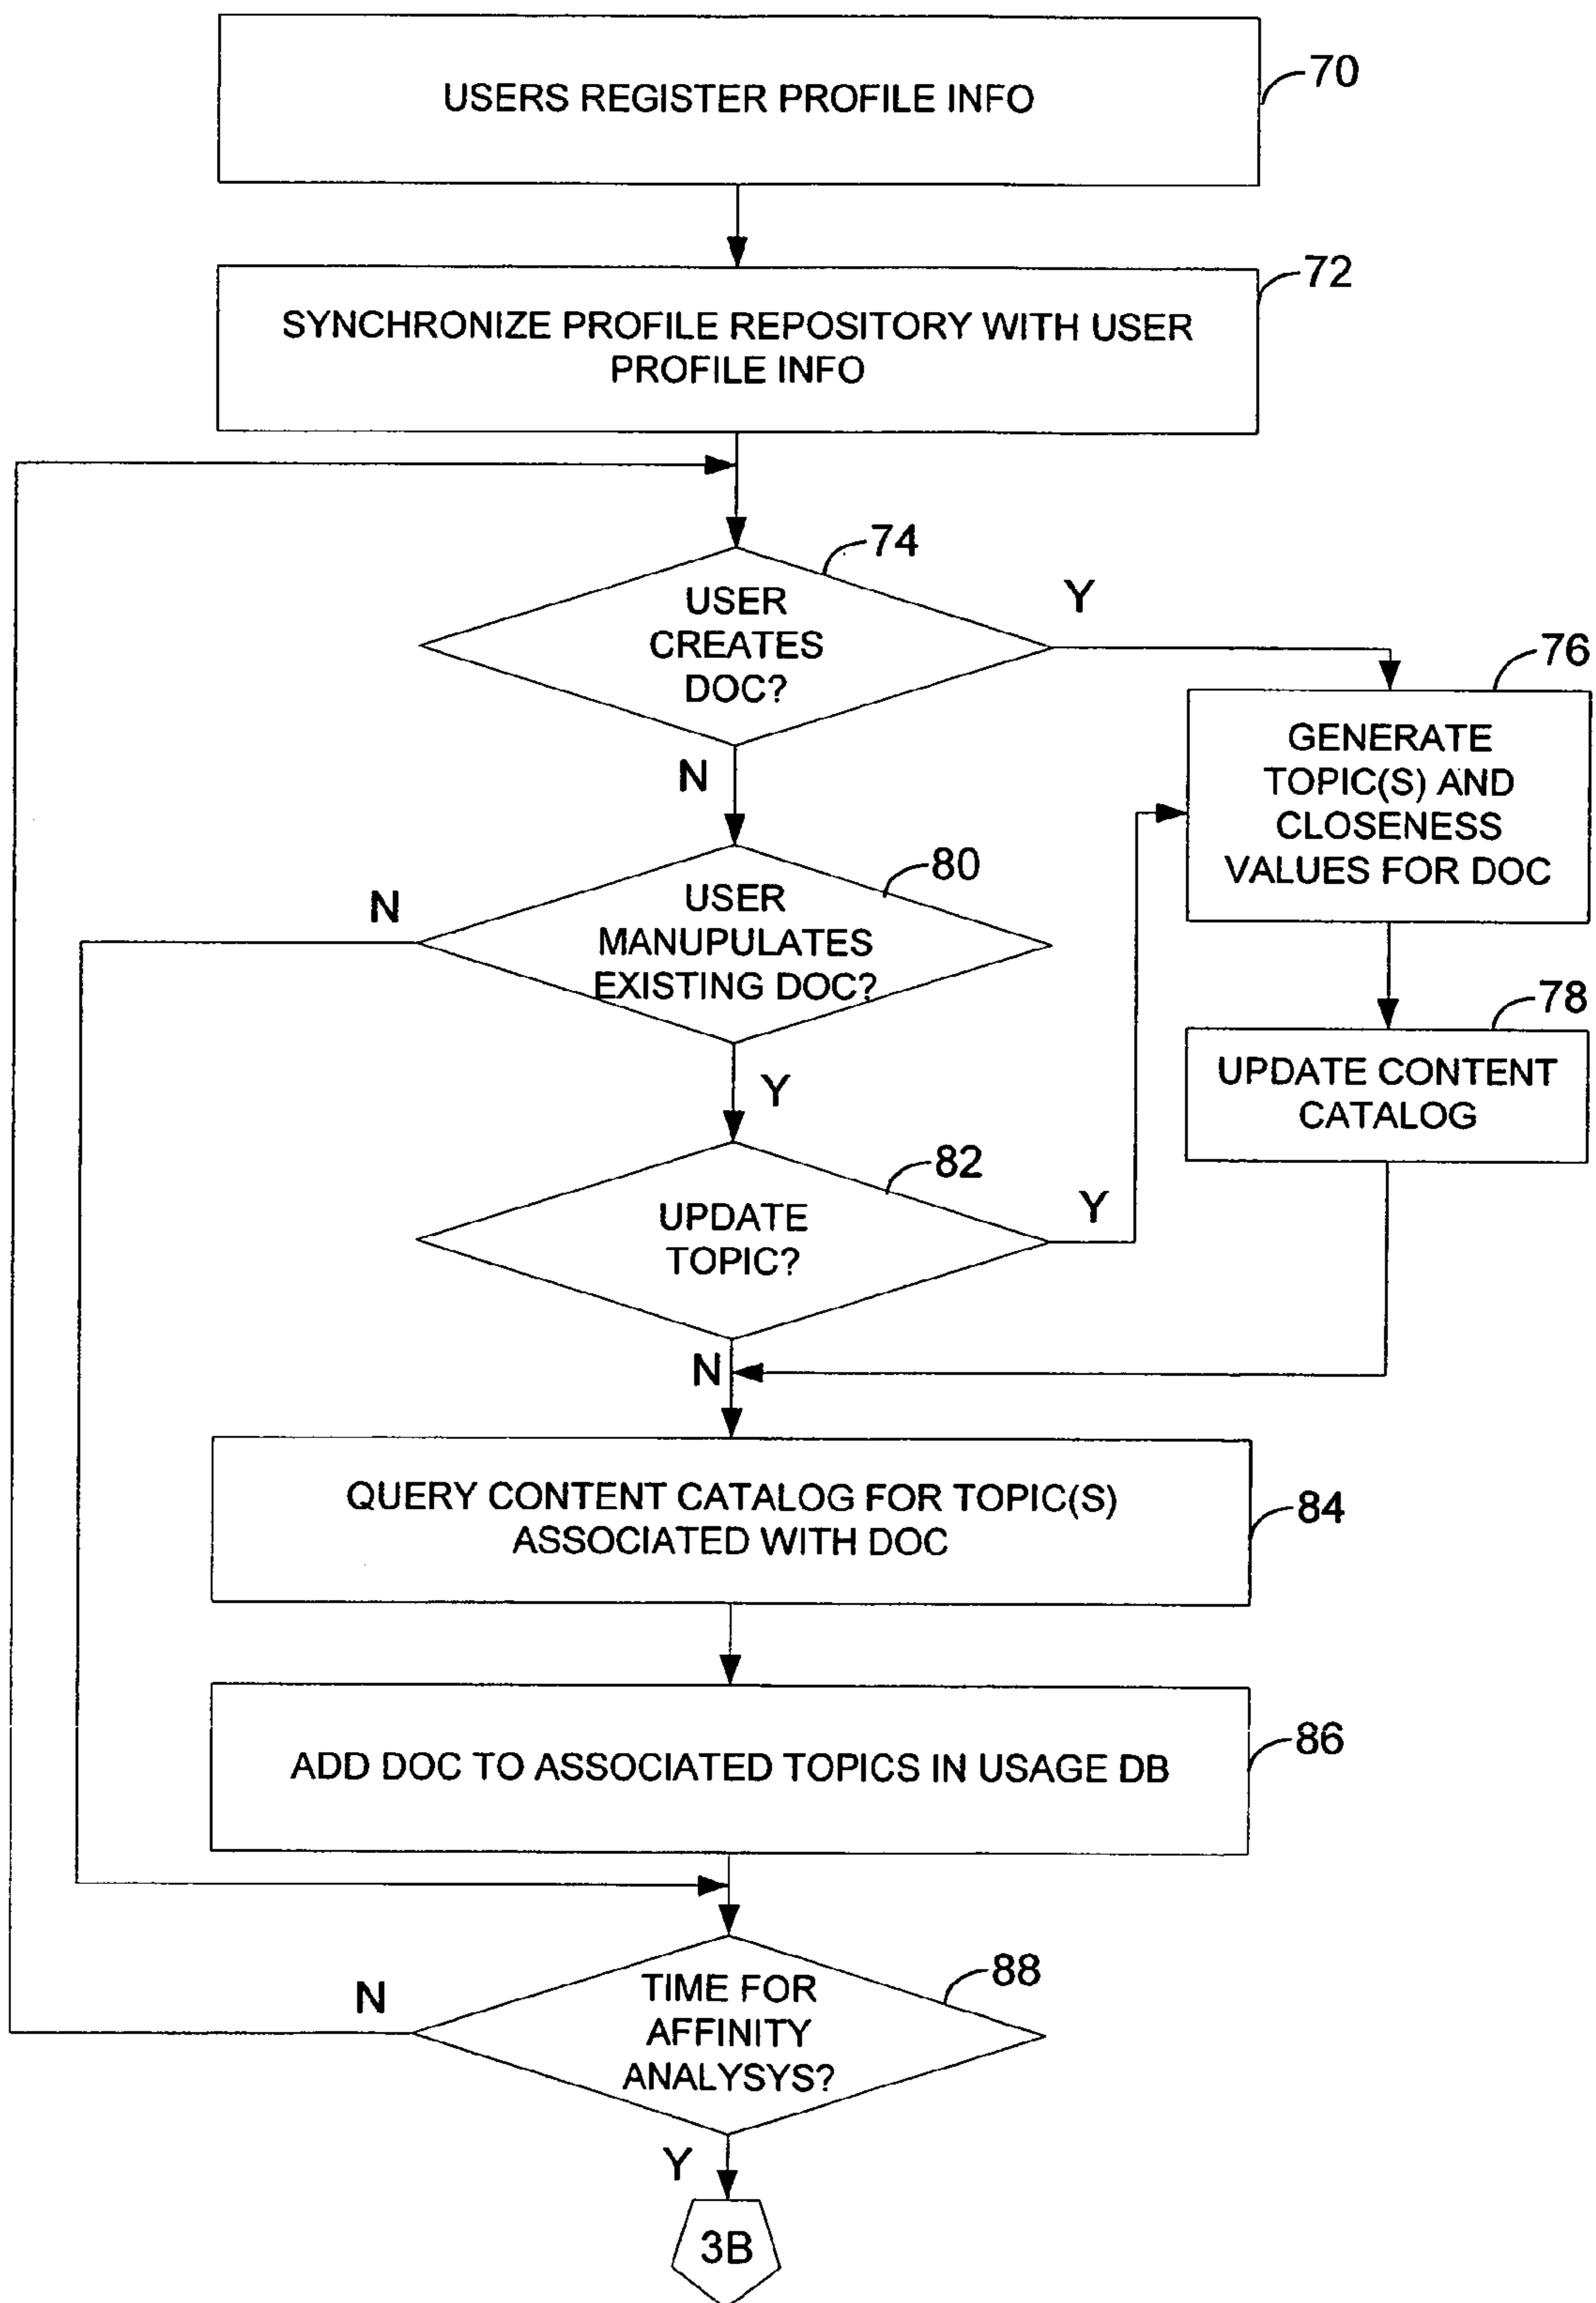 USERS REGISTER PROFILE INFO
70
SYNCHRONIZE PROFILE REPOSITORY WITH USER
PROFILE INFO
72
USER
CREATES
DOC?
74
Y
N
GENERATE
TOPIC(S) AND
CLOSENESS
VALUES FOR DOC
76
USER
MANUPULATES
EXISTING DOC?
80
N
Y
UPDATE CONTENT
CATALOG
78
UPDATE
TOPIC?
82
Y
N
QUERY CONTENT CATALOG FOR TOPIC(S)
ASSOCIATED WITH DOC
84
ADD DOC TO ASSOCIATED TOPICS IN USAGE DB
86
TIME FOR
AFFINITY
ANALYSYS?
88
N
Y
3B